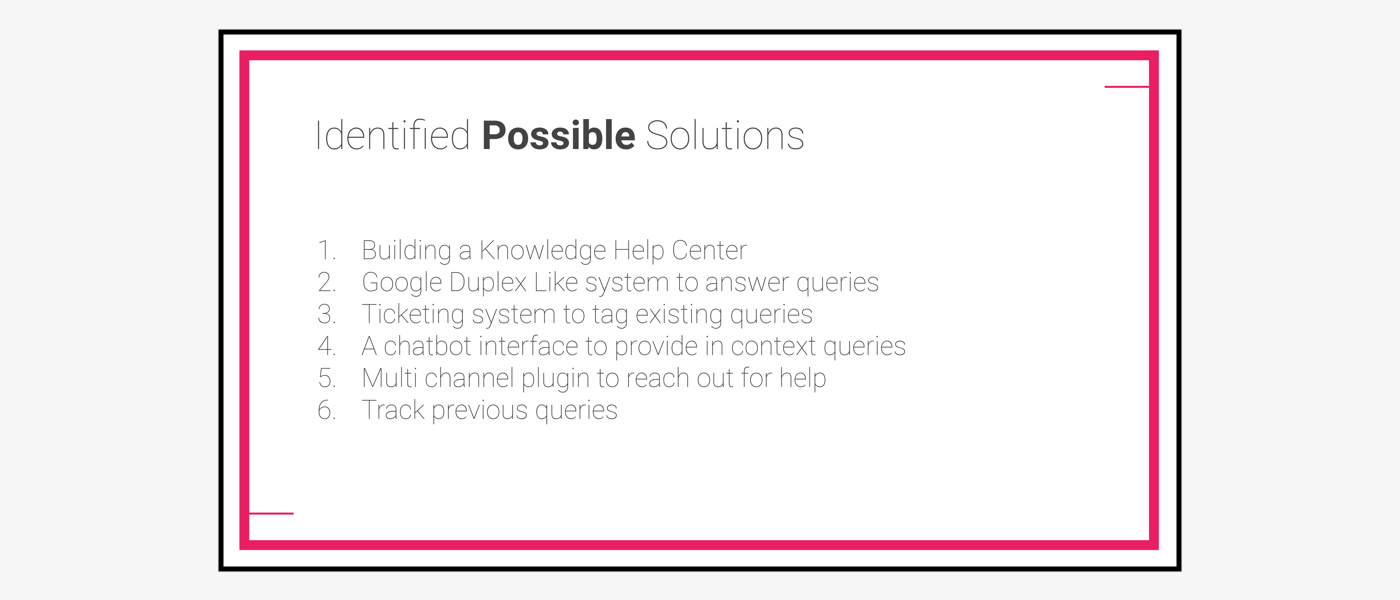 Identified Possible Solutions
1. Building a Knowledge Help Center
2. Google Duplex Like system to answer queries
3. Ticketing system to tag existing queries
4. A chatbot interface to provide in context queries
5. Multi channel plugin to reach out for help
6. Track previous queries